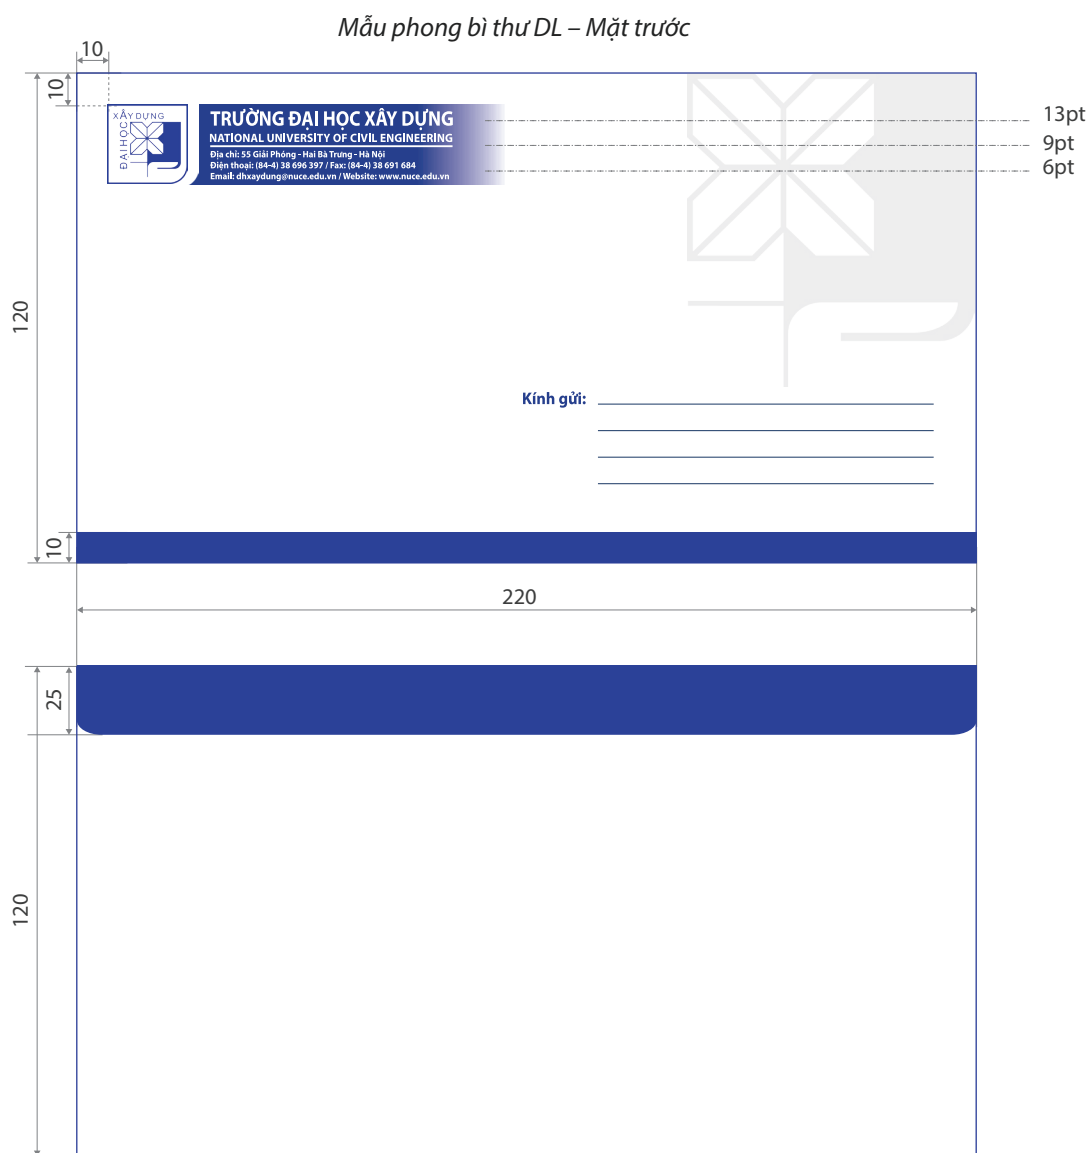 Mẫu phong bì thư DL – Mặt trước
10
10
XÂY DỰNG
ĐẠI HỌC
TRƯỜNG ĐẠI HỌC XÂY DỰNG
NATIONAL UNIVERSITY OF CIVIL ENGINEERING
Địa chỉ: 55 Giải Phóng - Hai Bà Trưng - Hà Nội
Điện thoại: (84-4) 38 696 397 / Fax: (84-4) 38 691 684
Email: dhxaydung@nuce.edu.vn / Website: www.nuce.edu.vn
13pt
9pt
6pt
120
Kính gửi:
10
220
25
120